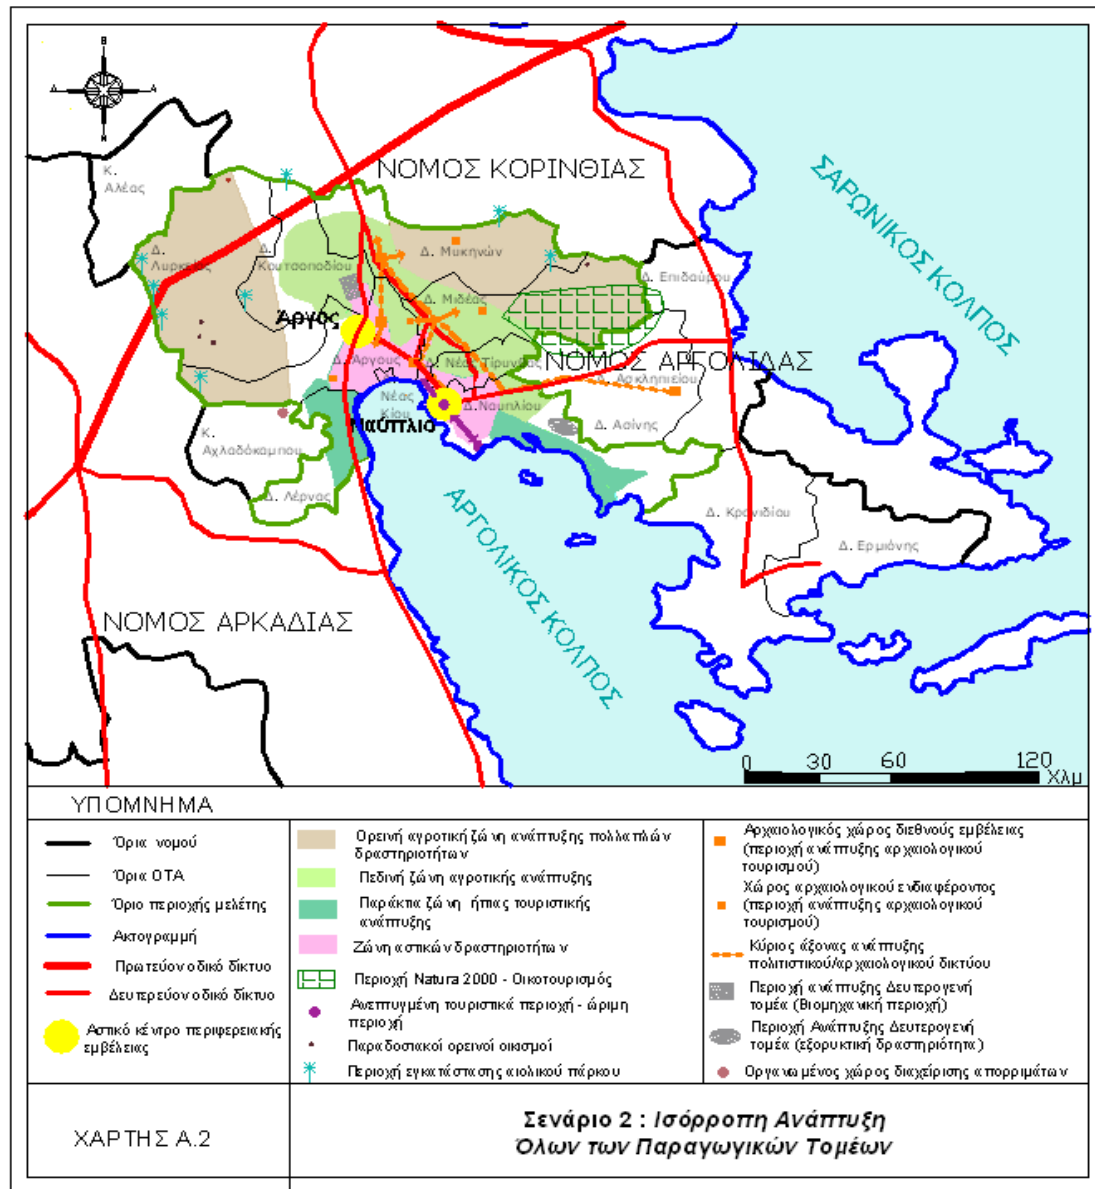 Β
Δ
Α
Ν
ΝΟΜΟΣ ΚΟΡΙΝΘΙΑΣ
ΣΑΡΩΝΙΚΟΣ ΚΟΛΠΟΣ
Κ.
Αλέας
Δ.
Λυρκείας
Δ.
Κουτσοποδίου
Δ. Μυκηνών
Δ. Επιδαύρου
Δ. Μιδέας
Άργος
Δ. Άργους
Δ. Νέας Τίρυνθας
ΝΟΜΟΣ ΑΡΓΟΛΙΔΑΣ
Δ. Ασκληπιείου
Νέας
Κίου
Δ.Ναυπλίου
Ναύπλιο
Δ. Ασίνης
Κ.
Αχλαδόκαμπου
Δ. Λέρνας
ΑΡΓΟΛΙΚΟΣ ΚΟΛΠΟΣ
Δ. Κρανιδίου
Δ. Ερμιόνης
ΝΟΜΟΣ ΑΡΚΑΔΙΑΣ
0 30 60 120
Χλμ
ΥΠΟΜΝΗΜΑ
Όρια νομού
Όρια ΟΤΑ
Όριο περιοχής μελέτης
Ακτογραμμή
Πρωτεύον οδικό δίκτυο
Δευτερεύον οδικό δίκτυο
Αστικό κέντρο περιφερειακής
εμβέλειας
Ορεινή αγροτική ζώνη ανάπτυξης πολλαπλών
δραστηριοτήτων
Πεδινή ζώνη αγροτικής ανάπτυξης
Παράκτια ζώνη ήπιας τουριστικής
ανάπτυξης
Ζώνη αστικών δραστηριοτήτων
Περιοχή Natura 2000 - Οικοτουρισμός
Ανεπτυγμένη τουριστικά περιοχή - ώριμη
περιοχή
Παραδοσιακοί ορεινοί οικισμοί
Περιοχή εγκατάστασης αιολικού πάρκου
Αρχαιολογικός χώρος διεθνούς εμβέλειας
(περιοχή ανάπτυξης αρχαιολογικού
τουρισμού)
Χώρος αρχαιολογικού ενδιαφέροντος
(περιοχή ανάπτυξης αρχαιολογικού
τουρισμού)
Κύριος άξονας ανάπτυξης
πολιτιστικού/αρχαιολογικού δικτύου
Περιοχή ανάπτυξης Δευτερογενή
τομέα (Βιομηχανική περιοχή)
Περιοχή Ανάπτυξης Δευτερογενή
τομέα (εξορυκτική δραστηριότητα)
Οργανωμένος χώρος διαχείρισης απορριμάτων
ΧΑΡΤΗΣ Α.2
Σενάριο 2 : Ισόρροπη Ανάπτυξη
Όλων των Παραγωγικών Τομέων